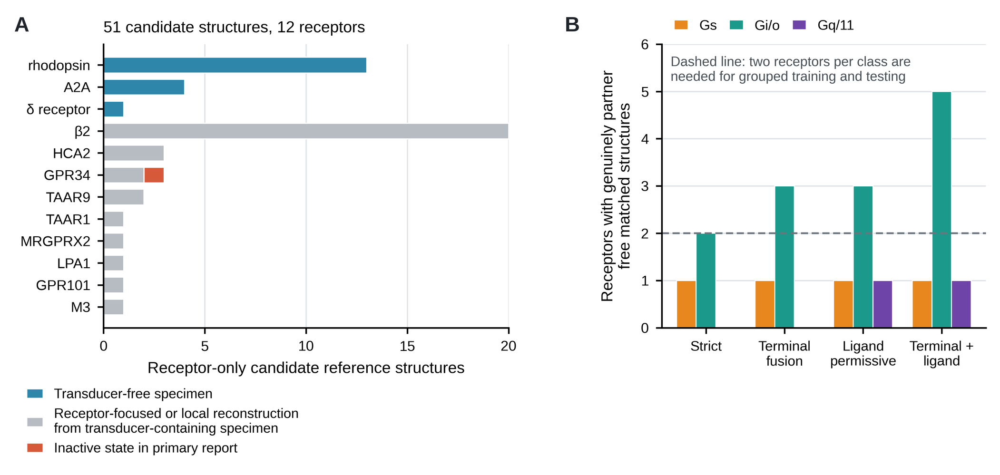 A
51 candidate structures, 12 receptors
rhodopsin
A2A
δ receptor
β2
HCA2
GPR34
TAAR9
TAAR1
MRGPRX2
LPA1
GPR101
M3
0 5 10 15 20
Receptor-only candidate reference structures
Transducer-free specimen
Receptor-focused or local reconstruction
from transducer-containing specimen
Inactive state in primary report
B
Gs Gi/o Gq/11
Dashed line: two receptors per class are
needed for grouped training and testing
Receptors with genuinely partner
free matched structures
6
5
4
3
2
1
0
Strict
Terminal
fusion
Ligand
permissive
Terminal +
ligand